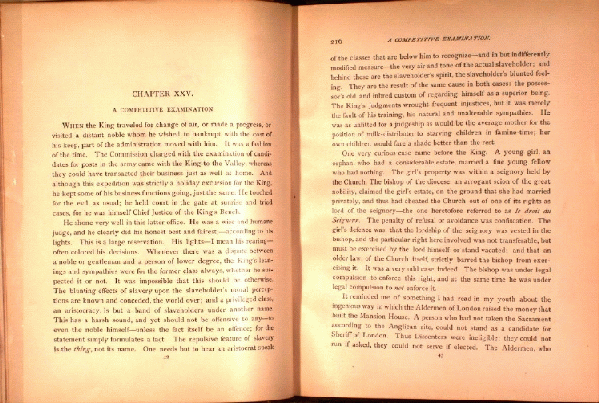 CHAPTER XXV.
A COMPETITIVE EXAMINATION
WHEN the King traveled for change of air, or made a progress, or
visited a distant noble whom he wished to bankrupt with the cost of
his keep, part of the administration moved with him. It was a fashion
of the time. The Commission charged with the examination of candi-
dates for posts in the army came with the King to the Valley, whereas
they could have transacted their business just as well at home. And
although this expedition was strictly a holiday excursion for the King,
he kept some of his business functions going, just the same. He touched
for the evil as usual; he held court in the gate at sunrise and tried
cases, for he was himself Chief Justice of the King's Bench.
He shone very well in this latter office. He was a wise and humane
judge, and he clearly did his honest best and fairest—according to his
lights. That is a large reservation. His lights—I mean his rearing—
often colored his decisions. Whenever there was a dispute between
a noble or gentleman and a person of lower degree, the King's lean-
ings and sympathies were for the former class always, whether he sus-
pected it or not. It was impossible that this should be otherwise.
The blunting effects of slavery upon the slaveholder's moral percep-
tions are known and conceded, the world over; and a privileged class,
an aristocracy, is but a band of slaveholders under another name.
This has a harsh sound, and yet should not be offensive to any—to
even the noble himself—unless the fact itself be an offence; for the
statement simply formulates a fact. The repulsive feature of slavery
is the thing, not its name. One needs but to hear an aristocrat speak
216
A COMPETITIVE EXAMINATION.
of the classes that are below him to recognize—and in but indifferently
modified measure—the very air and tone of the actual slaveholder; and
behind these are the slaveholder's spirit, the slaveholder's blunted feel-
ing. They are the result of the same cause in both cases: the posses-
sor's old and inbred custom of regarding himself as a superior being.
The King's judgments wrought frequent injustices, but it was merely
the fault of his training, his natural and unalterable sympathies. He
was as unfitted for a judgeship as would be the average mother for the
position of milk-distributor to starving children in famine-time; her
own children would fare a shade better than the rest.
One very curious case came before the King. A young girl, an
orphan who had a considerable estate, married a fine young fellow
who had nothing. The girl's property was within a seigniory held by
the Church. The bishop of the diocese, an arrogant scion of the great
nobility, claimed the girl's estate, on the ground that she had married
privately, and thus had cheated the Church out of one of its rights as
lord of the seigniory—the one heretofore referred to as le droit du
Seigneur. The penalty of refusal or avoidance was confiscation. The
girl's defense was, that the lordship of the seigniory was vested in the
bishop, and the particular right here involved was not transferable, but
must be exercised by the lord himself or stand vacated; and that an
older law, of the Church itself, strictly barred the bishop from exer-
cising it. It was a very odd case, indeed. The bishop was under legal
compulsion to enforce this right, and at the same time he was under
legal compulsion to not enforce it.
It reminded me of something I had read in my youth about the
ingenious way in which the Aldermen of London raised the money that
built the Mansion House. A person who had not taken the Sacrament
according to the Anglican rite, could not stand as a candidate for
Sheriff of London. Thus Dissenters were ineligible; they could not
run if asked, they could not serve if elected. The Aldermen, who